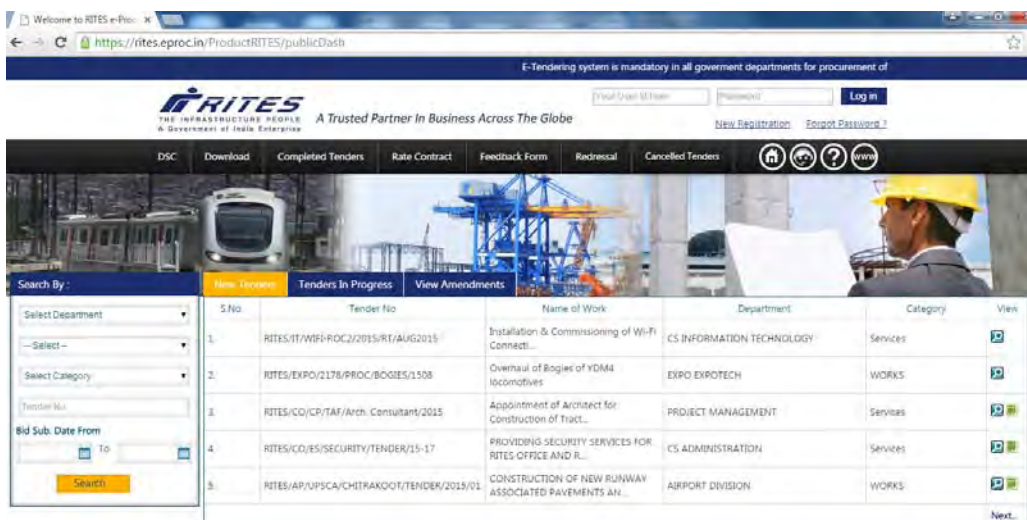 Welcome to RITES e-Proc
https://rites.eproc.in/ProductRITES/publicDash
E-Tendering system is mandatory in all goverment departments for procurement of
RITES
THE INFRASTRUCTURE PEOPLE
A Government of India Enterprise
A Trusted Partner In Business Across The Globe
Password
Log in
New Registration Forgot Password ?
DSC Download Completed Tenders Rate Contract Feedback Form Redressal Cancelled Tenders ? www
Search By :
Select Department
--Select--
Select Category
Tender No.
Bid Sub. Date From
To
Search
New Tenders Tenders In Progress View Amendments
S.No Tender No Name of Work Department Category View
1. RITES/IT/WIFI-ROC2/2015/RT/AUG2015 Installation & Commissioning of Wi-Fi Connecti... CS INFORMATION TECHNOLOGY Services
2. RITES/EXPO/2178/PROC/BOGIES/1508 Overhaul of Bogies of YDM4 locomotives EXPO EXPOTECH WORKS
3. RITES/CO/CP/TAF/Arch. Consultant/2015 Appointment of Architect for Construction of Tract... PROJECT MANAGEMENT Services
4. RITES/CO/ES/SECURITY/TENDER/15-17 PROVIDING SECURITY SERVICES FOR RITES OFFICE AND R... CS ADMINISTRATION Services
5. RITES/AP/UPSCA/CHITRAKOOT/TENDER/2015/01 CONSTRUCTION OF NEW RUNWAY ASSOCIATED PAVEMENTS AN... AIRPORT DIVISION WORKS
Next..